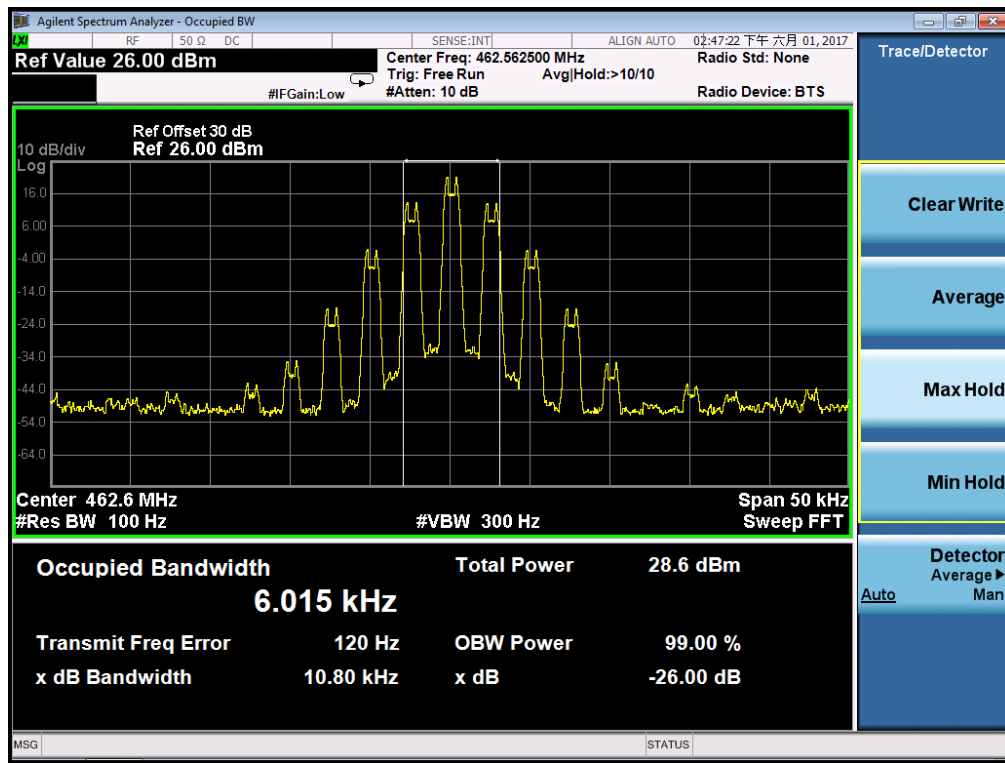 Agilent Spectrum Analyzer - Occupied BW
LXI RF 50 Ω DC SENSE:INT ALIGN AUTO 02:47:22 下午 六月 01, 2017
Ref Value 26.00 dBm
Center Freq: 462.562500 MHz
Radio Std: None
Trig: Free Run Avg|Hold:>10/10
#IFGain:Low
#Atten: 10 dB
Radio Device: BTS
Ref Offset 30 dB
10 dB/div Ref 26.00 dBm
Log
16.0
6.00
-4.00
-14.0
-24.0
-34.0
-44.0
-54.0
-64.0
Center 462.6 MHz Span 50 kHz
#Res BW 100 Hz #VBW 300 Hz Sweep FFT
Occupied Bandwidth Total Power 28.6 dBm
6.015 kHz
Transmit Freq Error 120 Hz OBW Power 99.00 %
x dB Bandwidth 10.80 kHz x dB -26.00 dB
MSG STATUS
Trace/Detector
Clear Write
Average
Max Hold
Min Hold
Detector
Average
Auto Man